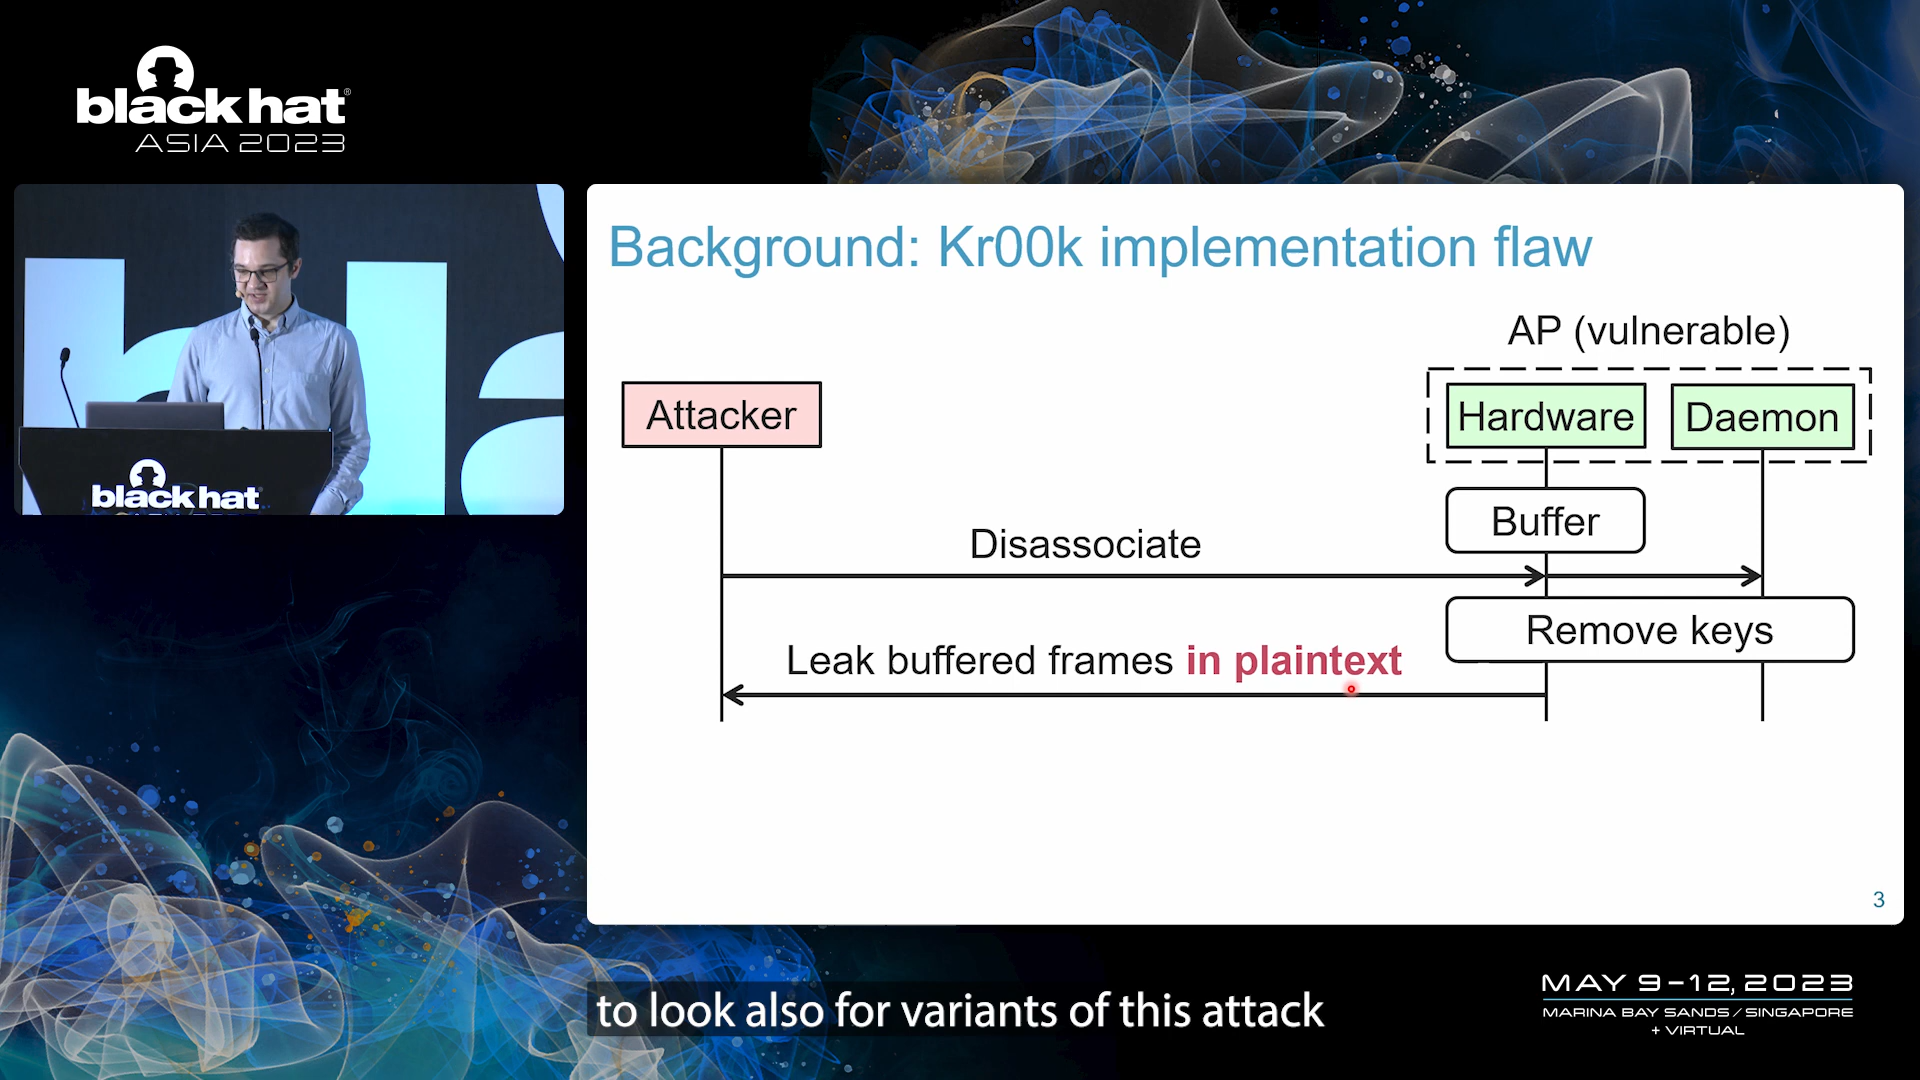 black hat®
ASIA 2023
black hat
Background: Kr00k implementation flaw
AP (vulnerable)
Attacker
Hardware
Daemon
Buffer
Disassociate
Remove keys
Leak buffered frames in plaintext
3
to look also for variants of this attack
MAY 9–12, 2023
MARINA BAY SANDS / SINGAPORE
+ VIRTUAL